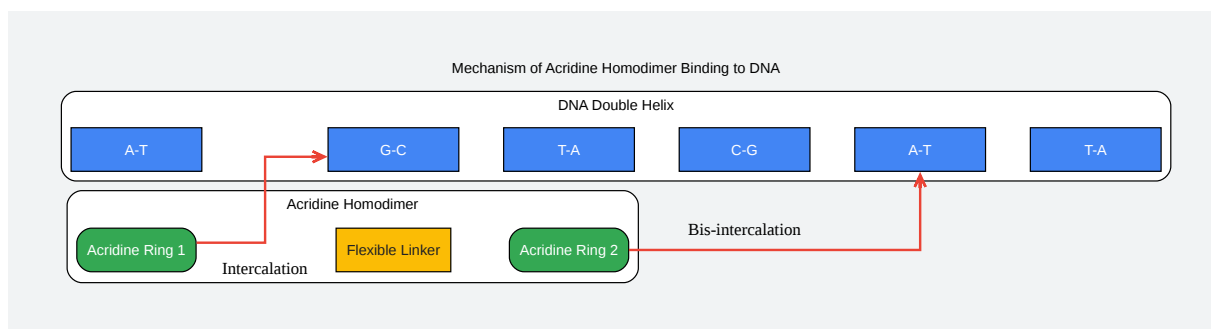 Mechanism of Acridine Homodimer Binding to DNA
DNA Double Helix
A-T
G-C
T-A
C-G
A-T
T-A
Acridine Homodimer
Acridine Ring 1
Flexible Linker
Acridine Ring 2
Intercalation
Bis-intercalation